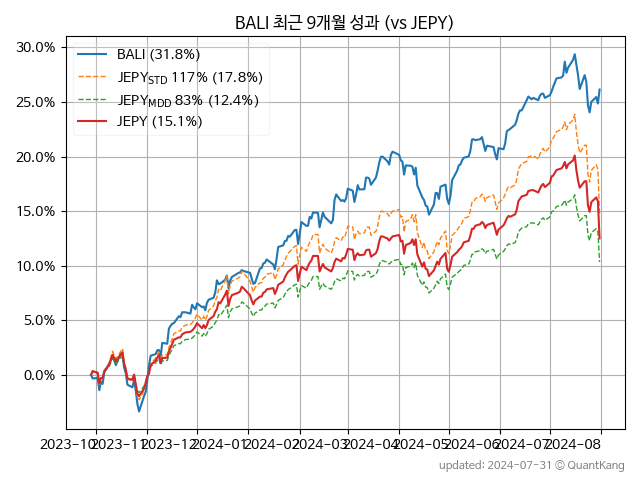 BALI 최근 9개월 성과 (vs JEPY)
BALI (31.8%)
JEPY_STD 117% (17.8%)
JEPY_MDD 83% (12.4%)
JEPY (15.1%)
30.0%
25.0%
20.0%
15.0%
10.0%
5.0%
0.0%
2023-10 2023-11 2023-12 2024-01 2024-02 2024-03 2024-04 2024-05 2024-06 2024-07 2024-08
updated: 2024-07-31 © QuantKang